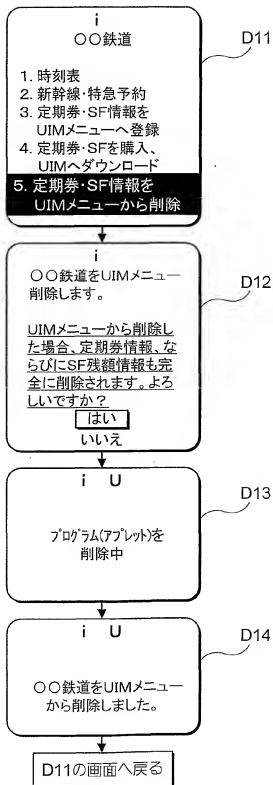 i
〇〇鉄道
D11
1. 時刻表
2. 新幹線・特急予約
3. 定期券・SF情報を
UIMメニューへ登録
4. 定期券・SFを購入、
UIMへダウンロード
5. 定期券・SF情報を
UIMメニューから削除
i
D12
〇〇鉄道をUIMメニュー
削除します。
UIMメニューから削除し
た場合、定期券情報、な
らびにSF残額情報も完
全に削除されます。よろ
しいですか？
はい
いいえ
i U
D13
プログラム(アプレット)を
削除中
i U
D14
〇〇鉄道をUIMメニュー
から削除しました。
D11の画面へ戻る